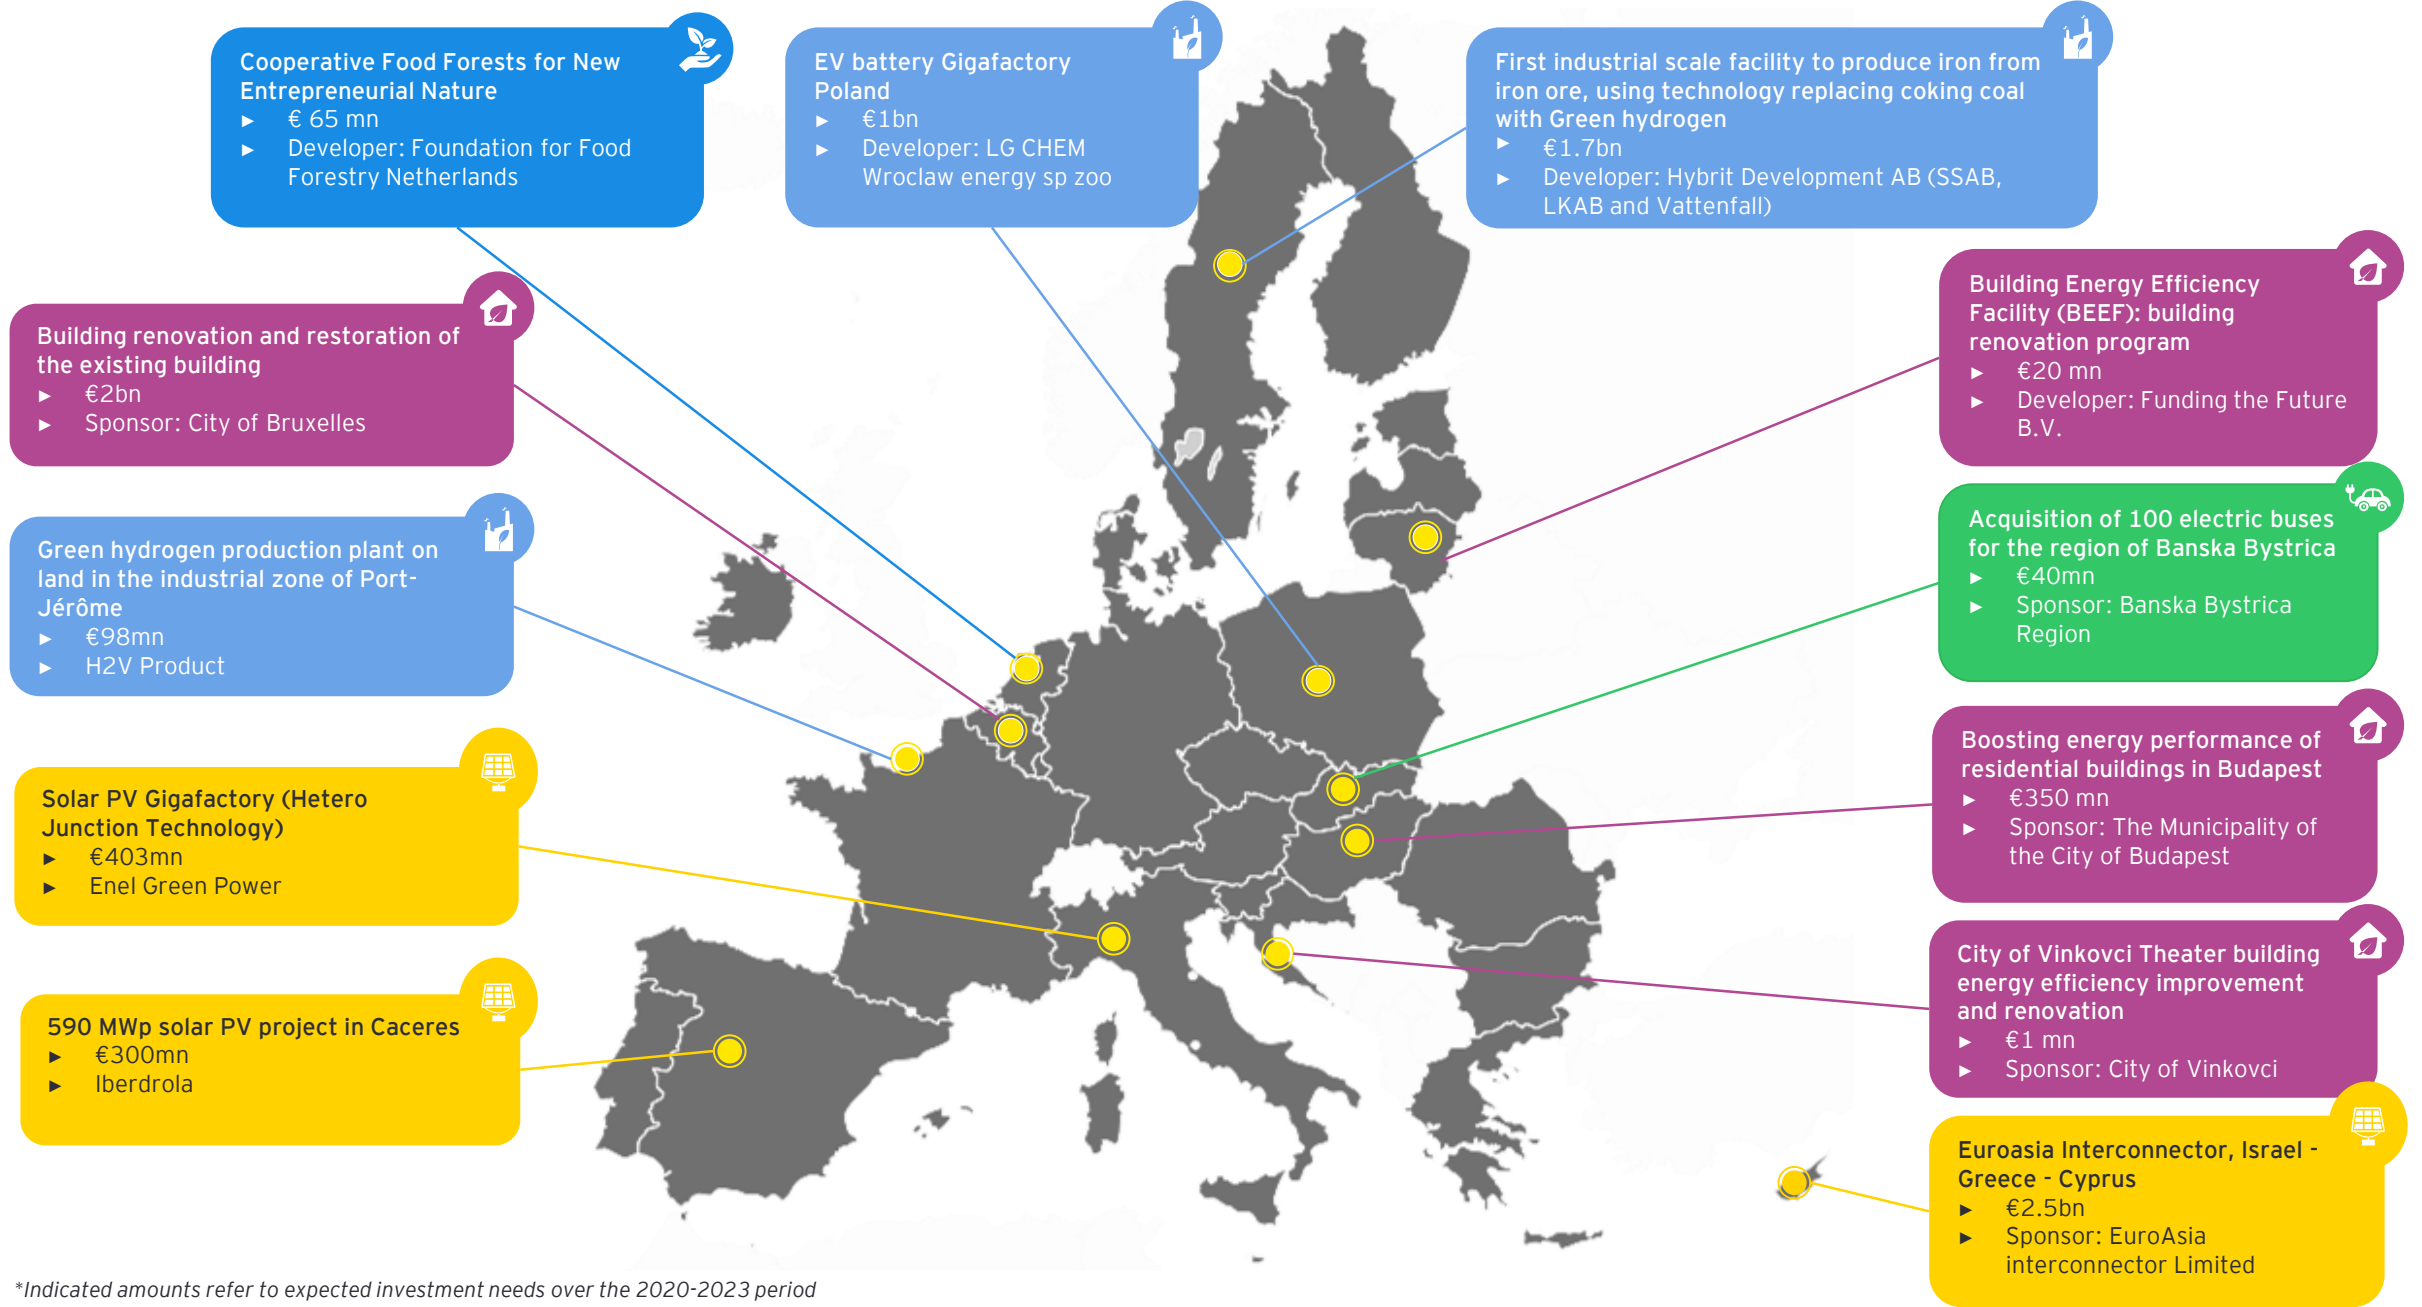 Cooperative Food Forests for New
Entrepreneurial Nature
► € 65 mn
► Developer: Foundation for Food
Forestry Netherlands
EV battery Gigafactory
Poland
► €1bn
► Developer: LG CHEM
Wroclaw energy sp zoo
First industrial scale facility to produce iron from
iron ore, using technology replacing coking coal
with Green hydrogen
► €1.7bn
► Developer: Hybrit Development AB (SSAB,
LKAB and Vattenfall)
Building renovation and restoration of
the existing building
► €2bn
► Sponsor: City of Bruxelles
Building Energy Efficiency
Facility (BEEF): building
renovation program
► €20 mn
► Developer: Funding the Future
B.V.
Green hydrogen production plant on
land in the industrial zone of Port-
Jérôme
► €98mn
► H2V Product
Acquisition of 100 electric buses
for the region of Banska Bystrica
► €40mn
► Sponsor: Banska Bystrica
Region
Solar PV Gigafactory (Hetero
Junction Technology)
► €403mn
► Enel Green Power
Boosting energy performance of
residential buildings in Budapest
► €350 mn
► Sponsor: The Municipality of
the City of Budapest
590 MWp solar PV project in Caceres
► €300mn
► Iberdrola
City of Vinkovci Theater building
energy efficiency improvement
and renovation
► €1 mn
► Sponsor: City of Vinkovci
Euroasia Interconnector, Israel -
Greece - Cyprus
► €2.5bn
► Sponsor: EuroAsia
interconnector Limited
*Indicated amounts refer to expected investment needs over the 2020-2023 period